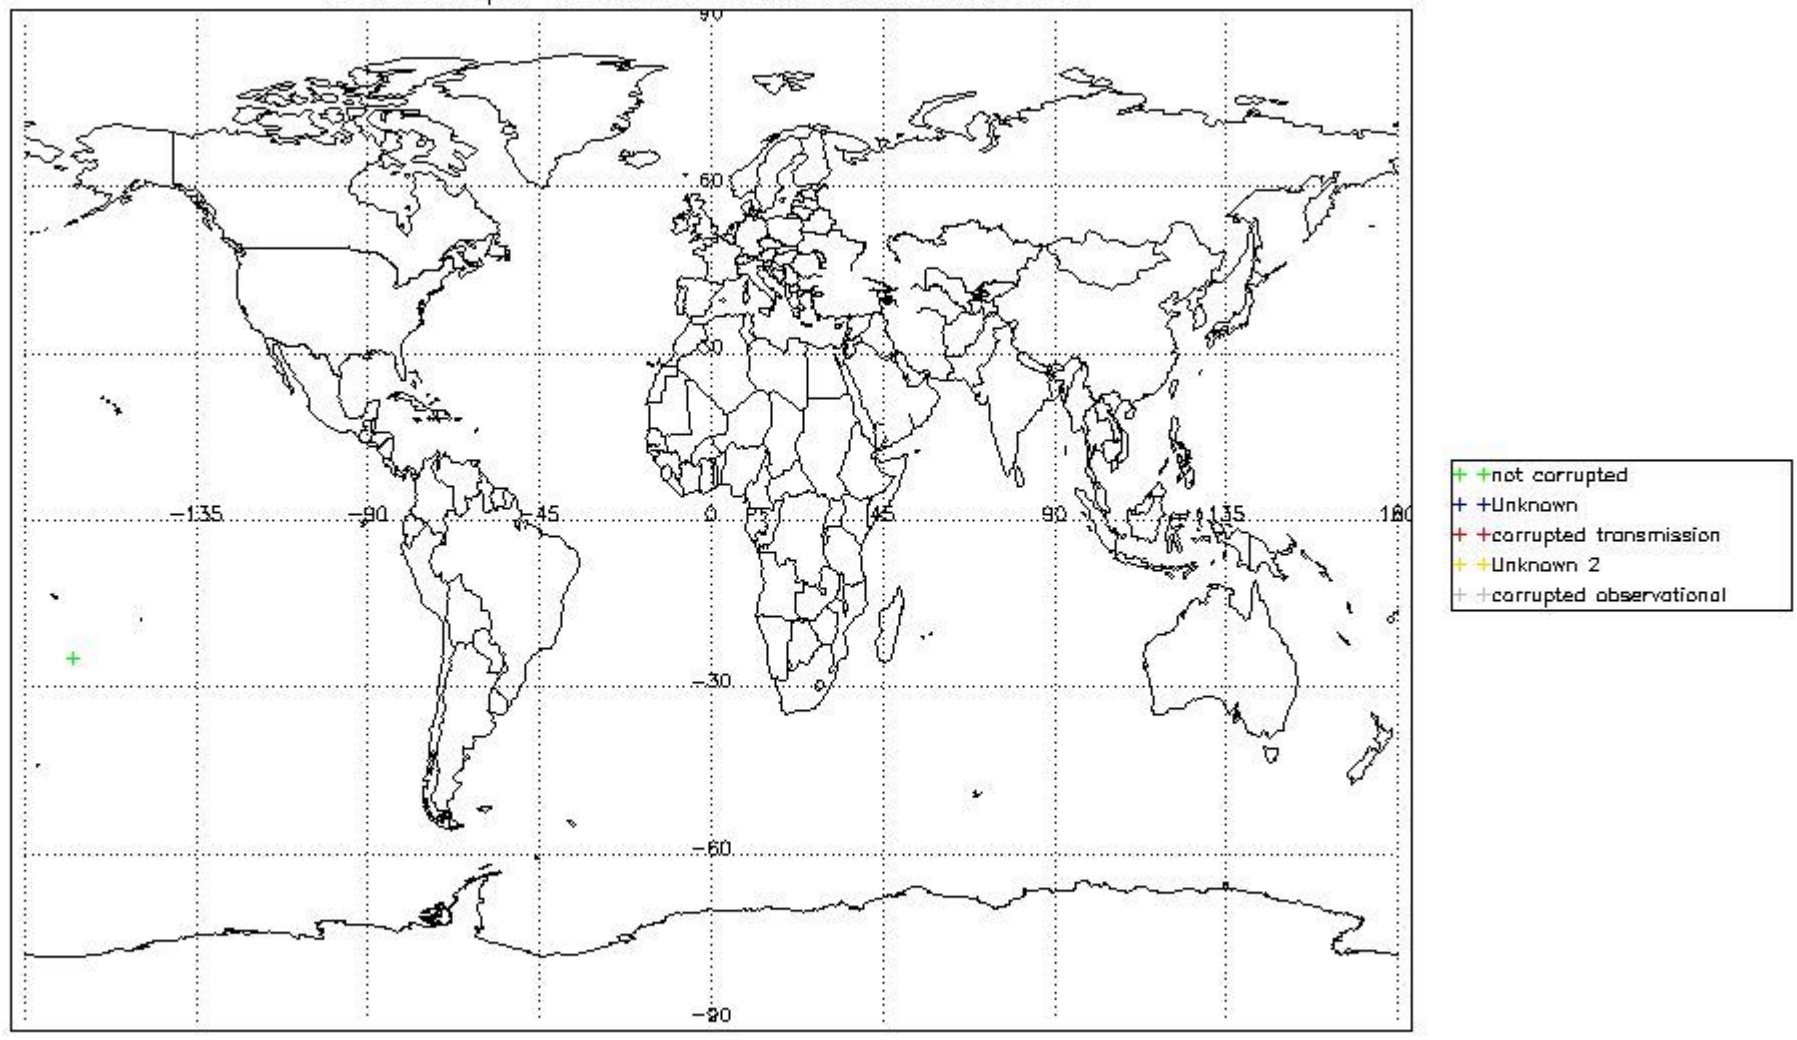 90
60
30
-135 -90 -45 0 45 90 135 180
-30
-60
-90
not corrupted
Unknown
corrupted transmission
Unknown 2
corrupted observational